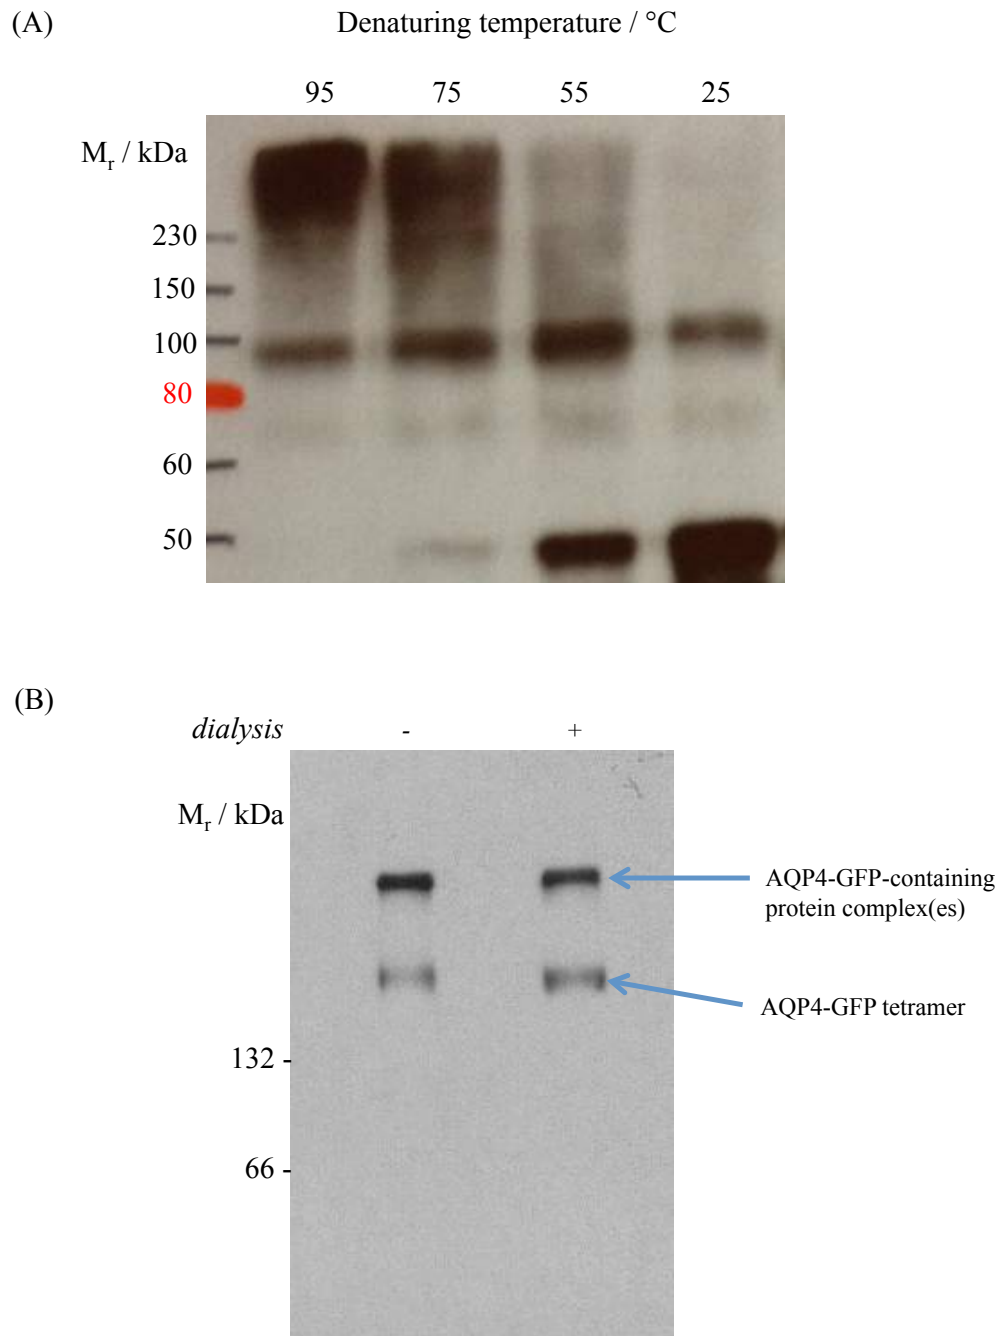 (A)
Denaturing temperature / °C
95 75 55 25
Mr / kDa
230
150
100
80
60
50
(B)
dialysis - +
Mr / kDa
AQP4-GFP-containing
protein complex(es)
AQP4-GFP tetramer
132 -
66 -